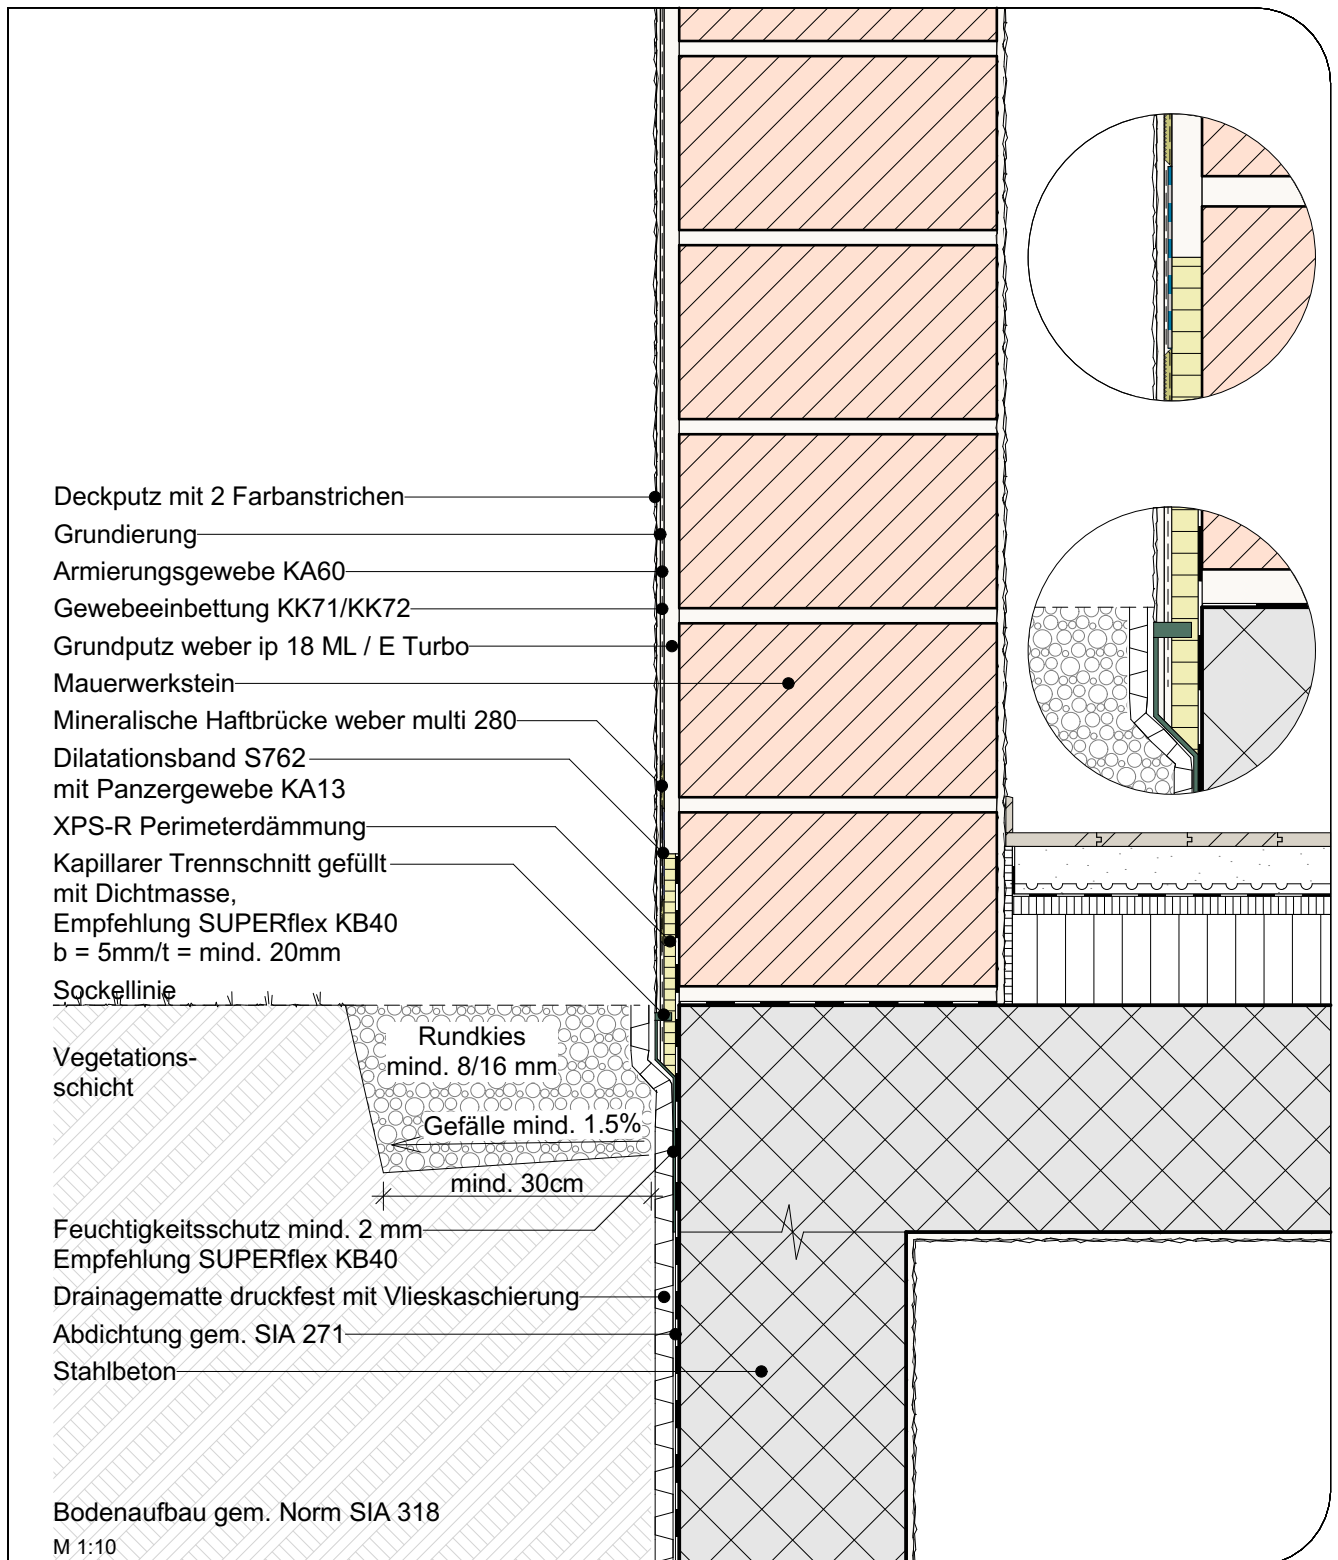 Deckputz mit 2 Farbanstrichen
Grundierung
Armierungsgewebe KA60
Gewebeeinbettung KK71/KK72
Grundputz weber ip 18 ML / E Turbo
Mauerwerkstein
Mineralische Haftbrücke weber multi 280
Dilatationsband S762
mit Panzergewebe KA13
XPS-R Perimeterdämmung
Kapillarer Trennschnitt gefüllt
mit Dichtmasse,
Empfehlung SUPERflex KB40
b = 5mm/t = mind. 20mm
Sockellinie
Rundkies
mind. 8/16 mm
Vegetations-
schicht
Gefälle mind. 1.5%
mind. 30cm
Feuchtigkeitsschutz mind. 2 mm
Empfehlung SUPERflex KB40
Drainagematte druckfest mit Vlieskaschierung
Abdichtung gem. SIA 271
Stahlbeton
Bodenaufbau gem. Norm SIA 318
M 1:10